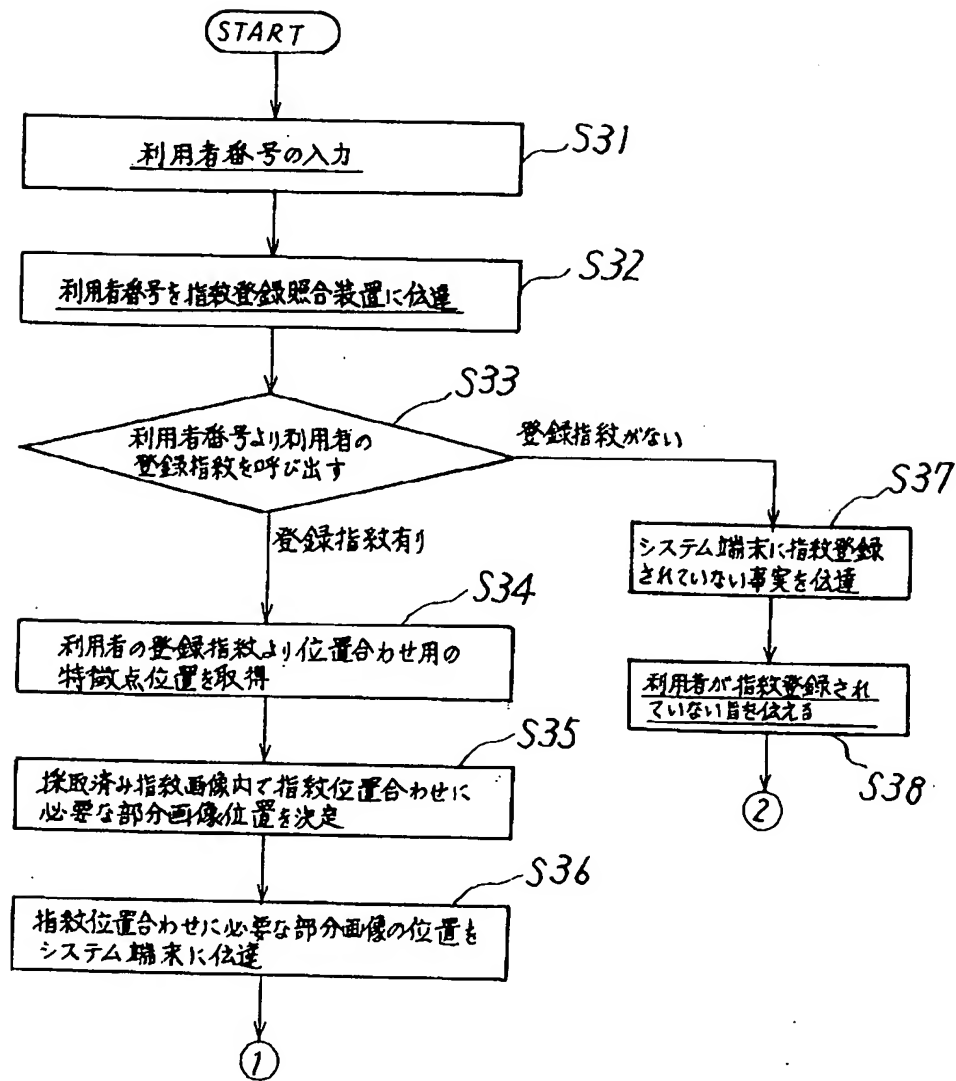 START
利用者番号の入力
S31
利用者番号を指紋登録照合装置に伝達
S32
S33
利用者番号より利用者の
登録指紋を呼び出す
登録指紋がない
登録指紋有り
S37
システム端末に指紋登録
されていない事実を伝達
S34
利用者の登録指紋より位置合わせ用の
特徴点位置を取得
利用者が指紋登録され
ていない旨を伝える
S38
S35
採取済み指紋画像内で指紋位置合わせに
必要な部分画像位置を決定
2
S36
指紋位置合わせに必要な部分画像の位置を
システム端末に伝達
1